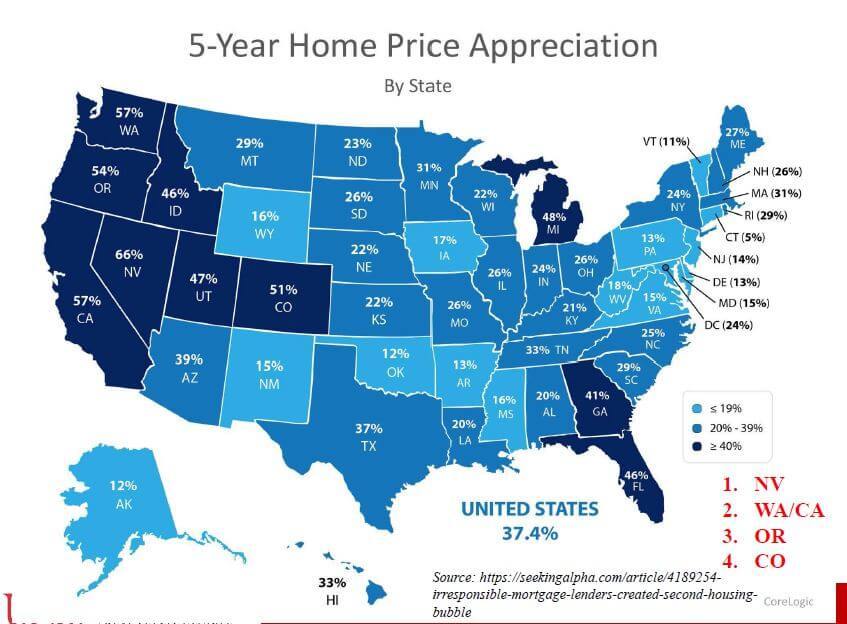 5-Year Home Price Appreciation
By State
57%
WA
54%
OR
46%
ID
29%
MT
23%
ND
31%
MN
26%
SD
16%
WY
22%
WI
48%
MI
66%
NV
57%
CA
47%
UT
51%
CO
22%
NE
17%
IA
22%
KS
26%
MO
26%
IL
24%
IN
26%
OH
21%
KY
18%
WV
15%
VA
13%
PA
24%
NY
27%
ME
VT (11%)
NH (26%)
MA (31%)
RI (29%)
CT (5%)
NJ (14%)
DE (13%)
MD (15%)
DC (24%)
39%
AZ
15%
NM
12%
OK
13%
AR
33% TN
25%
NC
29%
SC
37%
TX
20%
LA
16%
MS
20%
AL
41%
GA
46%
FL
12%
AK
33%
HI
≤ 19%
20% - 39%
≥ 40%
UNITED STATES
37.4%
1. NV
2. WA/CA
3. OR
4. CO
Source: https://seekingalpha.com/article/4189254-
irresponsible-mortgage-lenders-created-second-housing-
bubble
CoreLogic